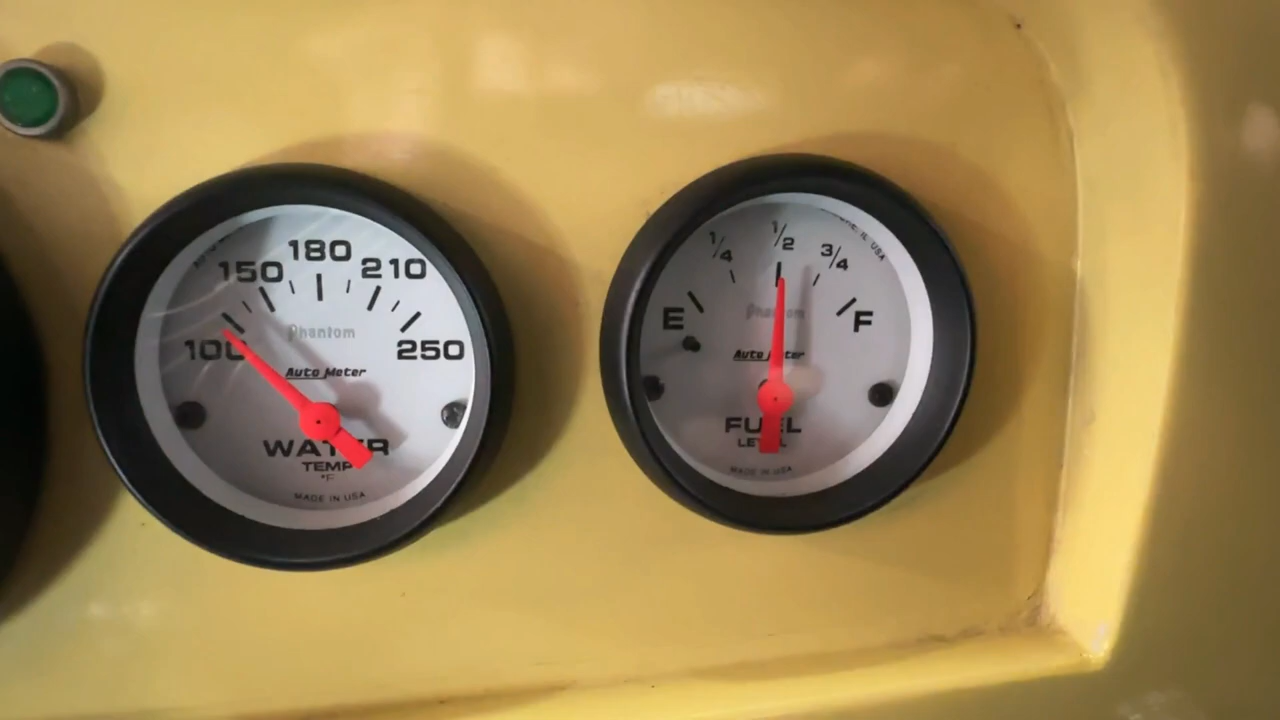 100
150
180
210
250
Phantom
Auto Meter
WATER
TEMP
°F
MADE IN USA
E
1/4
1/2
3/4
F
Phantom
Auto Meter
FUEL
LEVEL
MADE IN USA